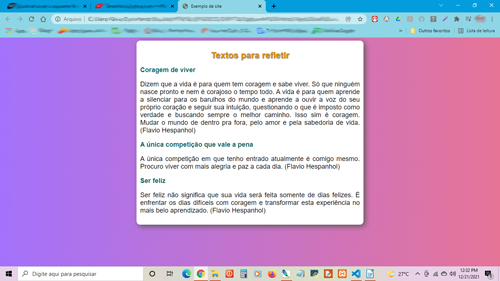 Exemplo de site
Arquivo
Outros favoritos
Lista de leitura
Textos para refletir
Coragem de viver
Dizem que a vida é para quem tem coragem e sabe viver. Só que ninguém
nasce pronto e nem é corajoso o tempo todo. A vida é para quem aprende
a silenciar para os barulhos do mundo e aprende a ouvir a voz do seu
próprio coração e seguir sua intuição, questionando o que é imposto como
verdade e buscando sempre o melhor caminho. Isso sim é coragem.
Mudar o mundo de dentro pra fora, pelo amor e pela sabedoria de vida.
(Flavio Hespanhol)
A única competição que vale a pena
A única competição em que tenho entrado atualmente é comigo mesmo.
Procuro viver com mais alegria e paz a cada dia. (Flavio Hespanhol)
Ser feliz
Ser feliz não significa que sua vida será feita somente de dias felizes. É
enfrentar os dias difíceis com coragem e transformar esta experiência no
mais belo aprendizado. (Flavio Hespanhol)
Digite aqui para pesquisar
27°C
12:02 PM
12/21/2021